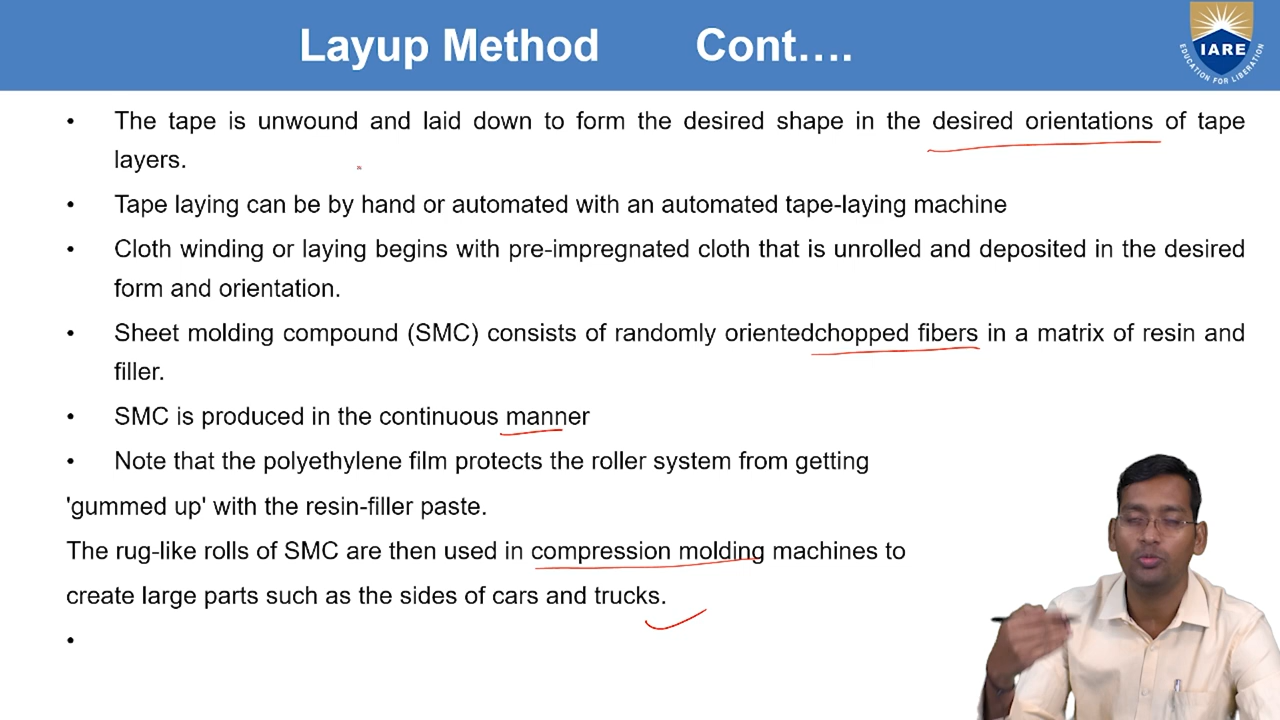 Layup Method Cont....
IARE
EDUCATION FOR LIBERATION
• The tape is unwound and laid down to form the desired shape in the desired orientations of tape
layers.
• Tape laying can be by hand or automated with an automated tape-laying machine
• Cloth winding or laying begins with pre-impregnated cloth that is unrolled and deposited in the desired
form and orientation.
• Sheet molding compound (SMC) consists of randomly orientedchopped fibers in a matrix of resin and
filler.
• SMC is produced in the continuous manner
• Note that the polyethylene film protects the roller system from getting
'gummed up' with the resin-filler paste.
The rug-like rolls of SMC are then used in compression molding machines to
create large parts such as the sides of cars and trucks.
•